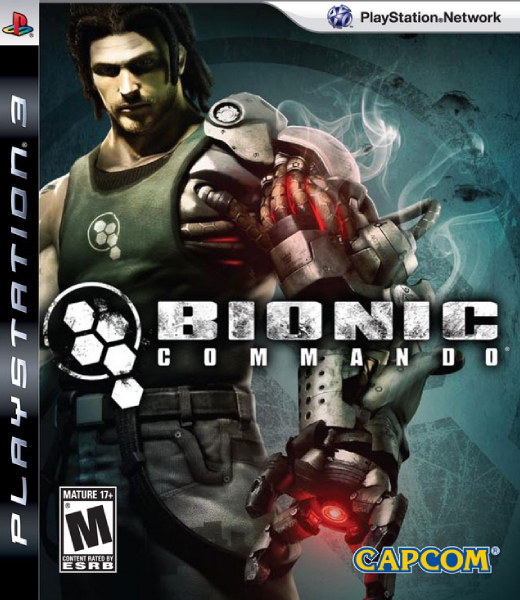 PlayStation®Network
PLAYSTATION®3
BIONIC
COMMANDO®
MATURE 17+
M
®
CONTENT RATED BY
ESRB
CAPCOM®